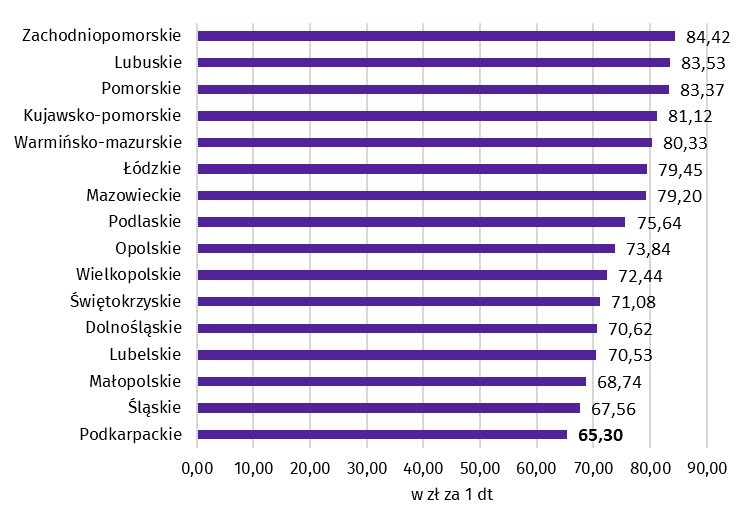 Zachodniopomorskie 84,42
Lubuskie 83,53
Pomorskie 83,37
Kujawsko-pomorskie 81,12
Warmińsko-mazurskie 80,33
Łódzkie 79,45
Mazowieckie 79,20
Podlaskie 75,64
Opolskie 73,84
Wielkopolskie 72,44
Świętokrzyskie 71,08
Dolnośląskie 70,62
Lubelskie 70,53
Małopolskie 68,74
Śląskie 67,56
Podkarpackie 65,30
0,00 10,00 20,00 30,00 40,00 50,00 60,00 70,00 80,00 90,00
w zł za 1 dt